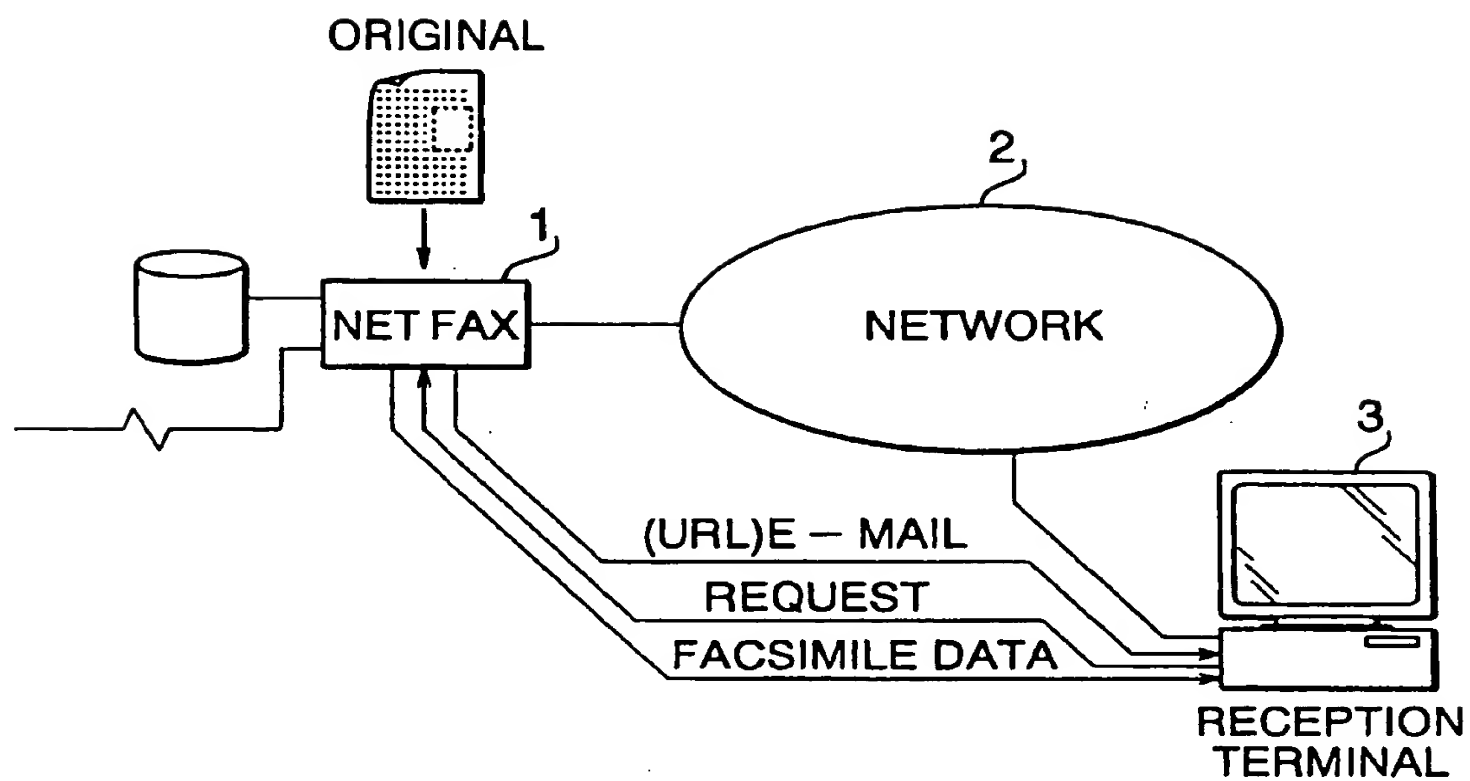 ORIGINAL
2
1
NET FAX
NETWORK
3
(URL)E — MAIL
REQUEST
FACSIMILE DATA
RECEPTION
TERMINAL